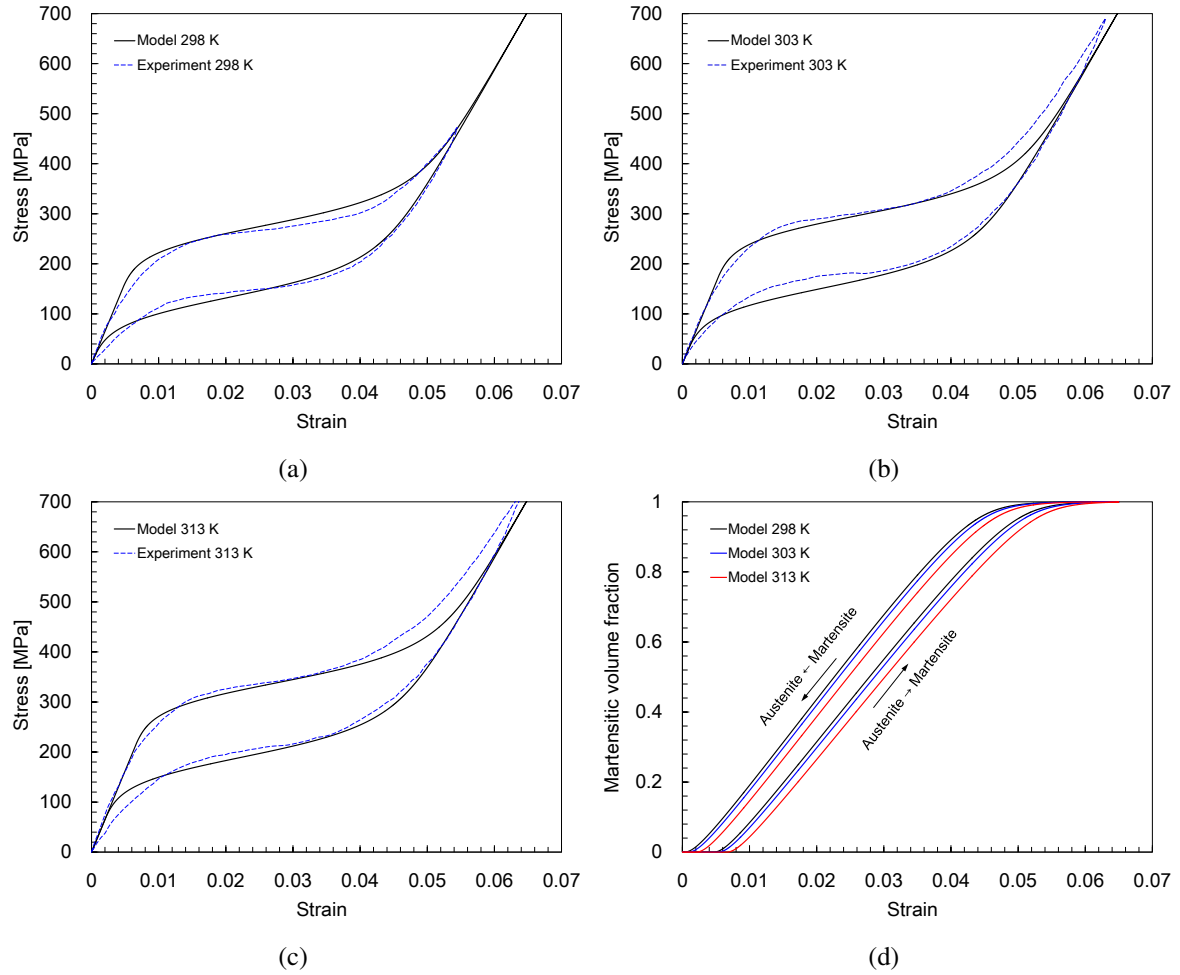 Model 298 K
Experiment 298 K
700
600
500
400
300
200
100
0
Stress [MPa]
0 0.01 0.02 0.03 0.04 0.05 0.06 0.07
Strain
(a)
Model 303 K
Experiment 303 K
700
600
500
400
300
200
100
0
Stress [MPa]
0 0.01 0.02 0.03 0.04 0.05 0.06 0.07
Strain
(b)
Model 313 K
Experiment 313 K
700
600
500
400
300
200
100
0
Stress [MPa]
0 0.01 0.02 0.03 0.04 0.05 0.06 0.07
Strain
(c)
Model 298 K
Model 303 K
Model 313 K
1
0.8
0.6
0.4
0.2
0
Martensitic volume fraction
Austenite ← Martensite
Austenite → Martensite
0 0.01 0.02 0.03 0.04 0.05 0.06 0.07
Strain
(d)